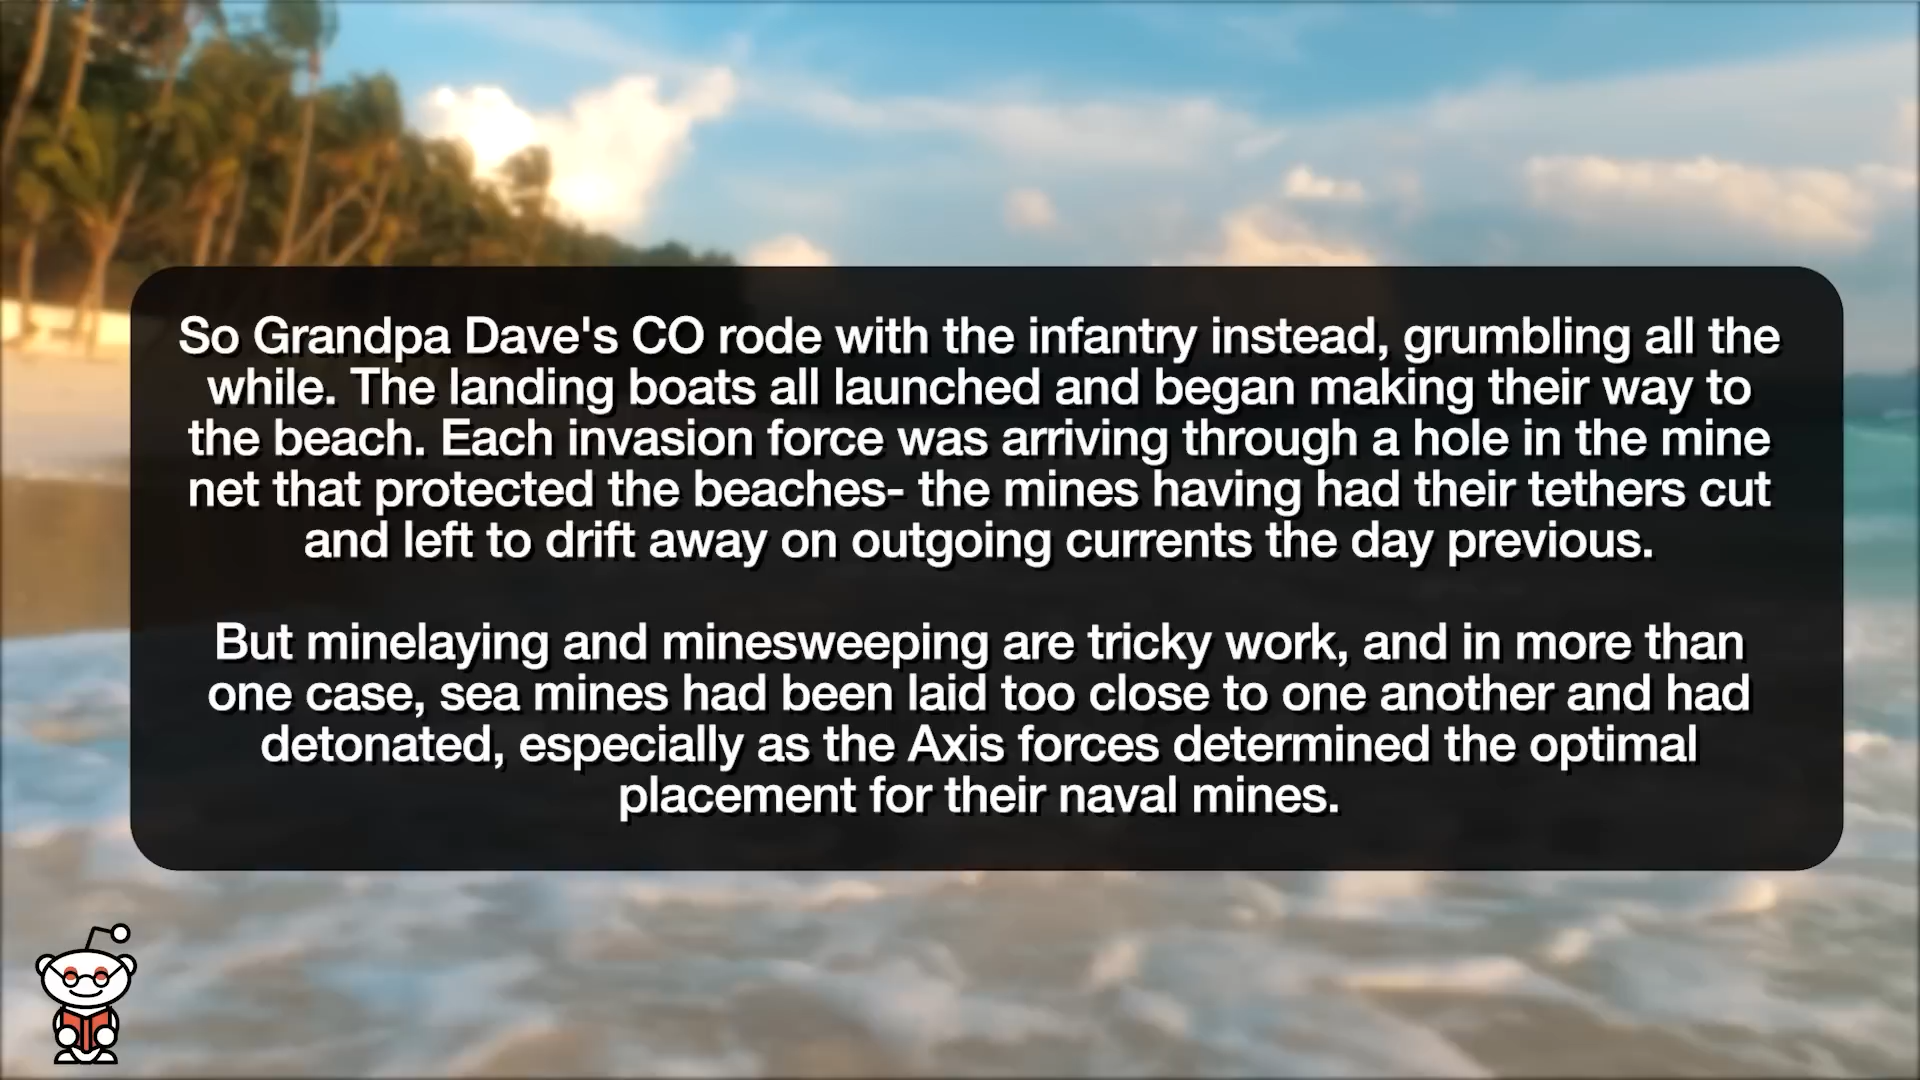 So Grandpa Dave's CO rode with the infantry instead, grumbling all the
while. The landing boats all launched and began making their way to
the beach. Each invasion force was arriving through a hole in the mine
net that protected the beaches- the mines having had their tethers cut
and left to drift away on outgoing currents the day previous.
But minelaying and minesweeping are tricky work, and in more than
one case, sea mines had been laid too close to one another and had
detonated, especially as the Axis forces determined the optimal
placement for their naval mines.